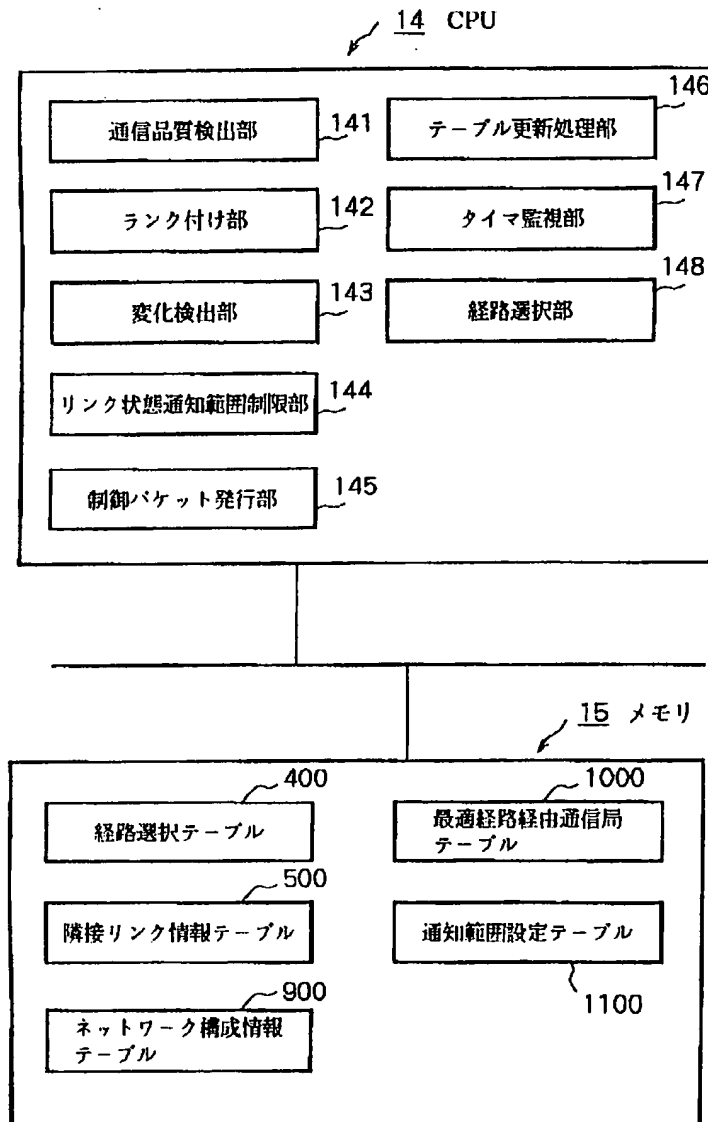 14 CPU
通信品質検出部
141
ランク付け部
142
変化検出部
143
リンク状態通知範囲制限部
144
制御パケット発行部
145
テーブル更新処理部
146
タイマ監視部
147
経路選択部
148
15 メモリ
400
経路選択テーブル
500
隣接リンク情報テーブル
900
ネットワーク構成情報
テーブル
1000
最適経路経由通信局
テーブル
通知範囲設定テーブル
1100